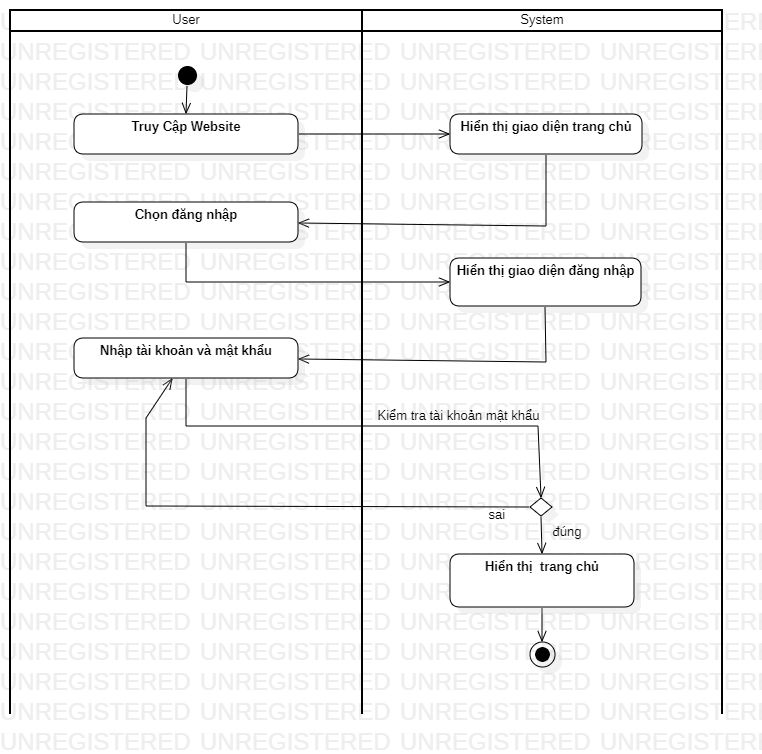 User
System
Truy Cập Website
Hiển thị giao diện trang chủ
Chọn đăng nhập
Hiển thị giao diện đăng nhập
Nhập tài khoản và mật khẩu
Kiểm tra tài khoản mật khẩu
sai
đúng
Hiển thị trang chủ
UNREGISTERED